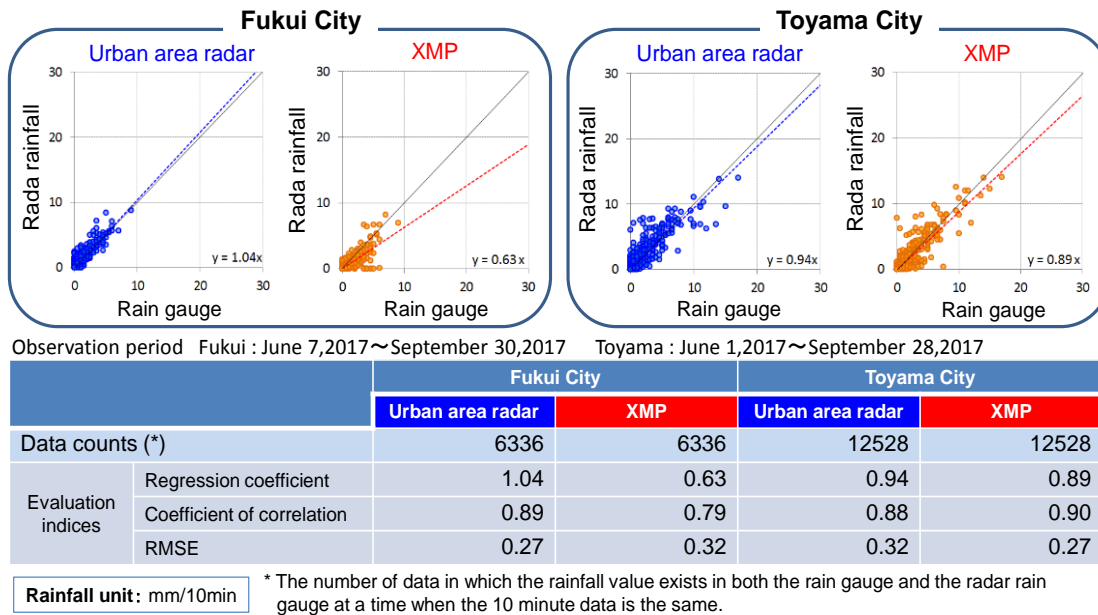 Fukui City
Urban area radar
XMP
Rada rainfall
30
20
10
0
0
10
20
30
y = 1.04x
Rain gauge
Rada rainfall
30
20
10
0
0
10
20
30
y = 0.63x
Rain gauge
Toyama City
Urban area radar
XMP
Rada rainfall
30
20
10
0
0
10
20
30
y = 0.94x
Rain gauge
Rada rainfall
30
20
10
0
0
10
20
30
y = 0.89x
Rain gauge
Observation period Fukui : June 7,2017～September 30,2017 Toyama : June 1,2017～September 28,2017
Fukui City Toyama City
Urban area radar XMP Urban area radar XMP
Data counts (*) 6336 6336 12528 12528
Evaluation indices
Regression coefficient 1.04 0.63 0.94 0.89
Coefficient of correlation 0.89 0.79 0.88 0.90
RMSE 0.27 0.32 0.32 0.27
Rainfall unit: mm/10min
* The number of data in which the rainfall value exists in both the rain gauge and the radar rain
gauge at a time when the 10 minute data is the same.